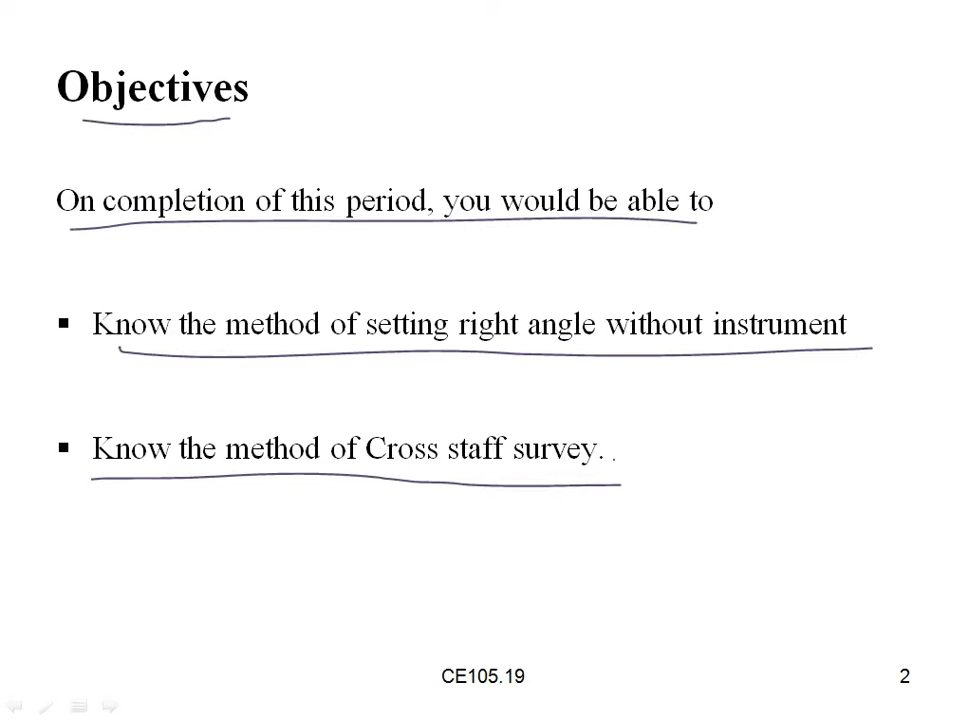 Objectives
On completion of this period, you would be able to
▪ Know the method of setting right angle without instrument
▪ Know the method of Cross staff survey. .
CE105.19
2